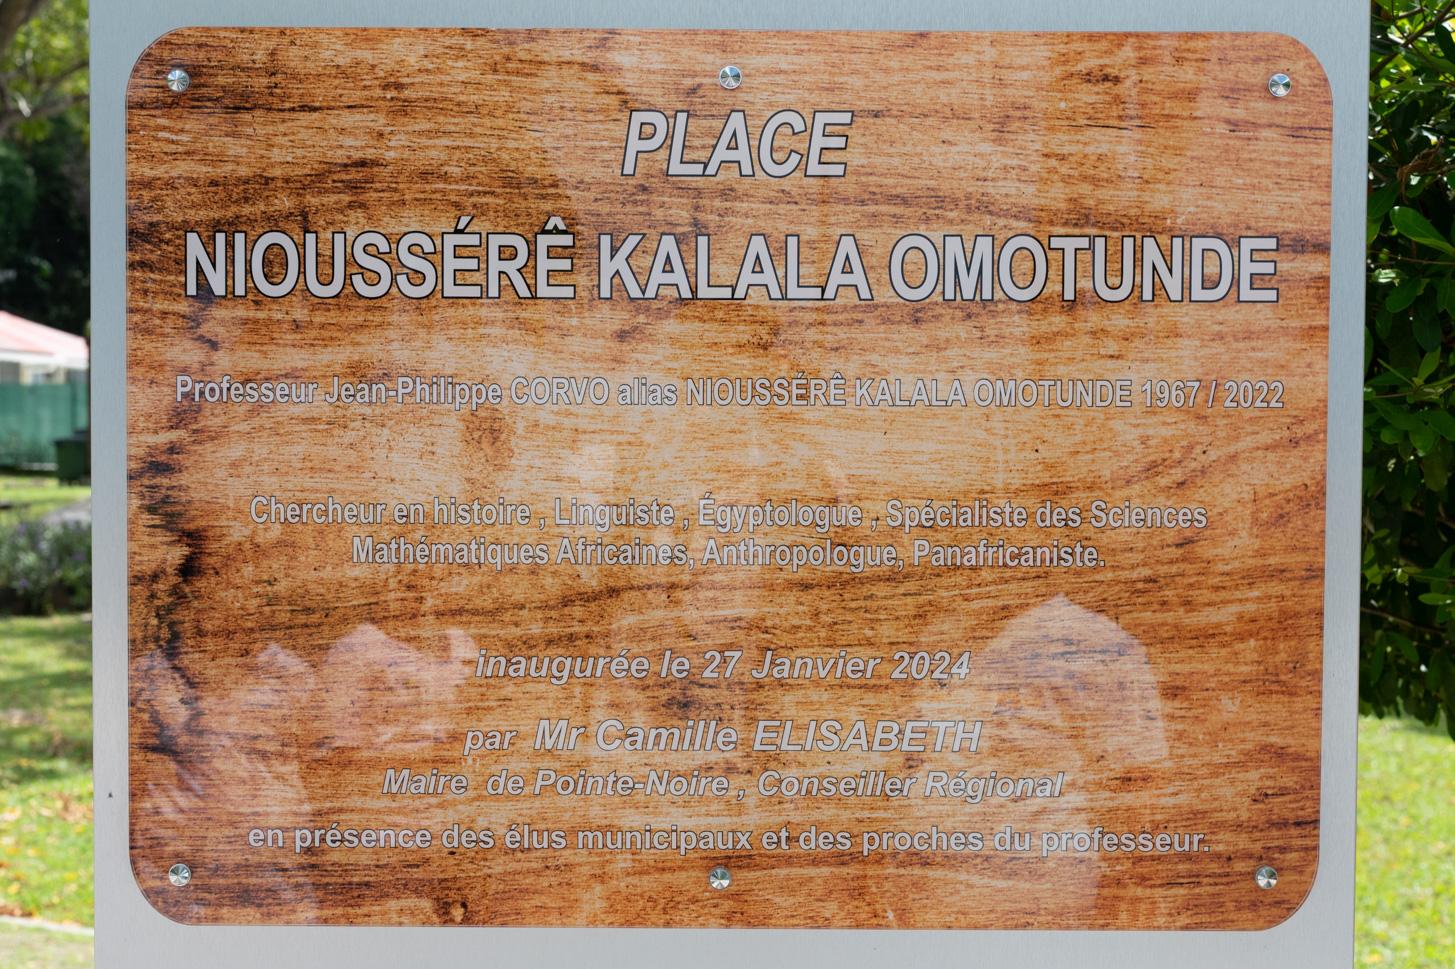 PLACE
NIOUSSÉRÊ KALALA OMOTUNDE
Professeur Jean-Philippe CORVO alias NIOUSSÉRÊ KALALA OMOTUNDE 1967 / 2022
Chercheur en histoire , Linguiste , Égyptologue , Spécialiste des Sciences
Mathématiques Africaines, Anthropologue, Panafricaniste.
inaugurée le 27 Janvier 2024
par Mr Camille ELISABETH
Maire de Pointe-Noire , Conseiller Régional
en présence des élus municipaux et des proches du professeur.